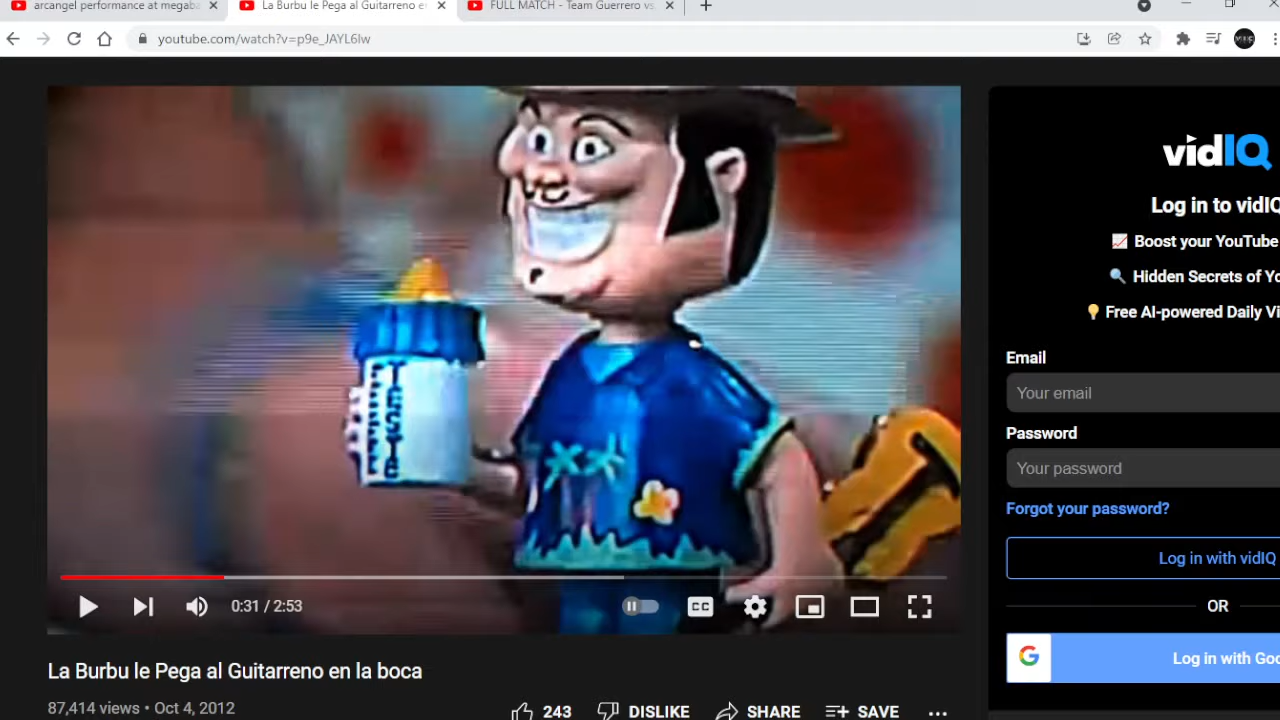 arcangel performance at megaba
La Burbu le Pega al Guitarreno e
FULL MATCH - Team Guerrero vs
youtube.com/watch?v=p9e_JAYL6lw
vidIQ
Log in to vidIQ
Boost your YouTube
Hidden Secrets of Yo
Free AI-powered Daily Vi
Email
Your email
Password
Your password
Forgot your password?
Log in with vidIQ
OR
Log in with Goo
0:31 / 2:53
CC
La Burbu le Pega al Guitarreno en la boca
87,414 views • Oct 4, 2012
243 DISLIKE SHARE SAVE